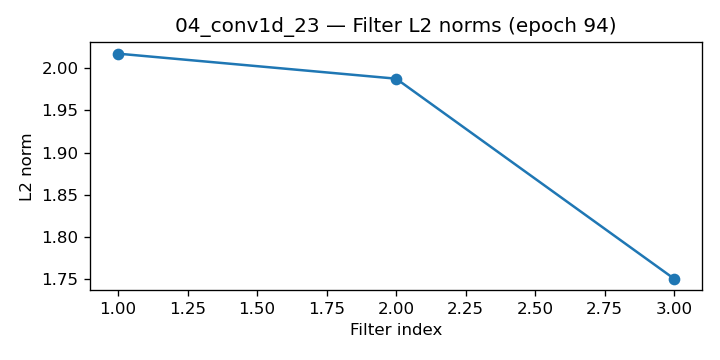 04_conv1d_23 — Filter L2 norms (epoch 94)
L2 norm
2.00
1.95
1.90
1.85
1.80
1.75
1.00 1.25 1.50 1.75 2.00 2.25 2.50 2.75 3.00
Filter index